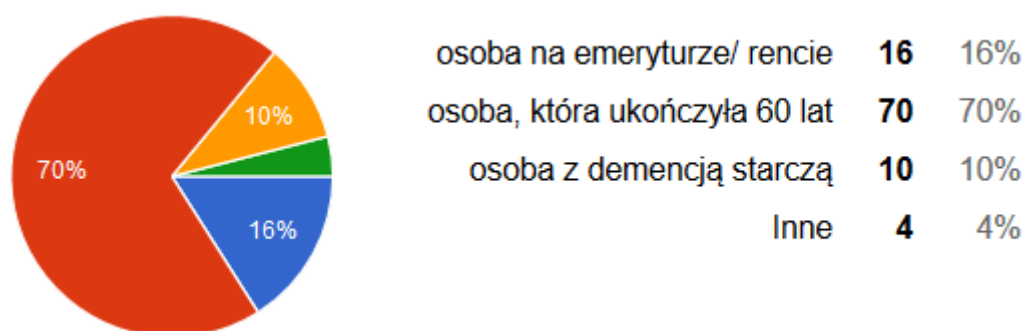 70%
10%
16%
osoba na emeryturze/ rencie 16 16%
osoba, która ukończyła 60 lat 70 70%
osoba z demencją starczą 10 10%
Inne 4 4%